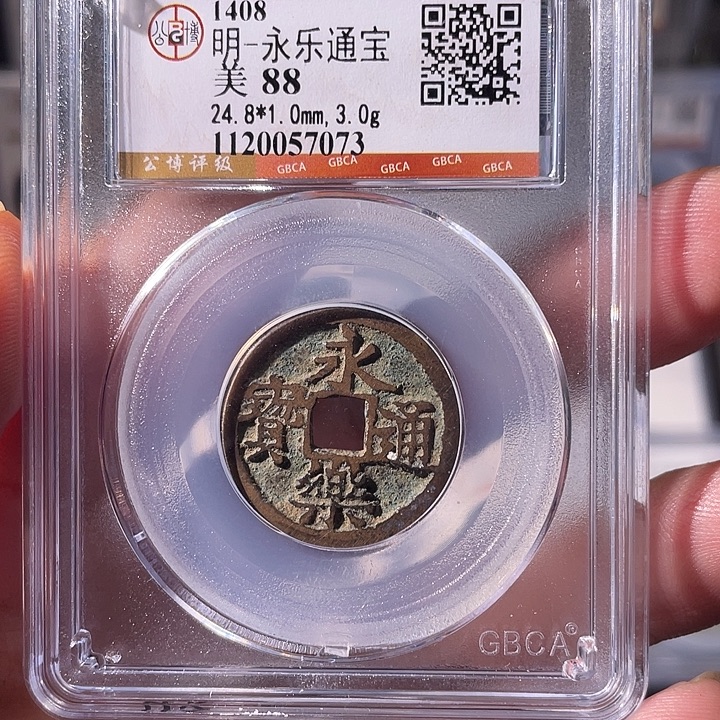 1408
明-永乐通宝
美 88
24.8*1.0mm, 3.0g
1120057073
公博评级 GBCA GBCA GBCA GBCA GBCA
永樂通寶
GBCA®